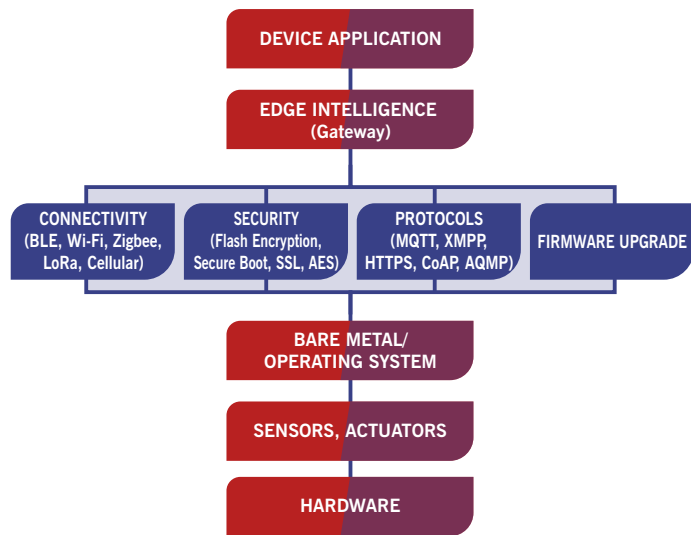 DEVICE APPLICATION
EDGE INTELLIGENCE
(Gateway)
CONNECTIVITY
(BLE, Wi-Fi, Zigbee,
LoRa, Cellular)
SECURITY
(Flash Encryption,
Secure Boot, SSL, AES)
PROTOCOLS
(MQTT, XMPP,
HTTPS, CoAP, AQMP)
FIRMWARE UPGRADE
BARE METAL/
OPERATING SYSTEM
SENSORS, ACTUATORS
HARDWARE